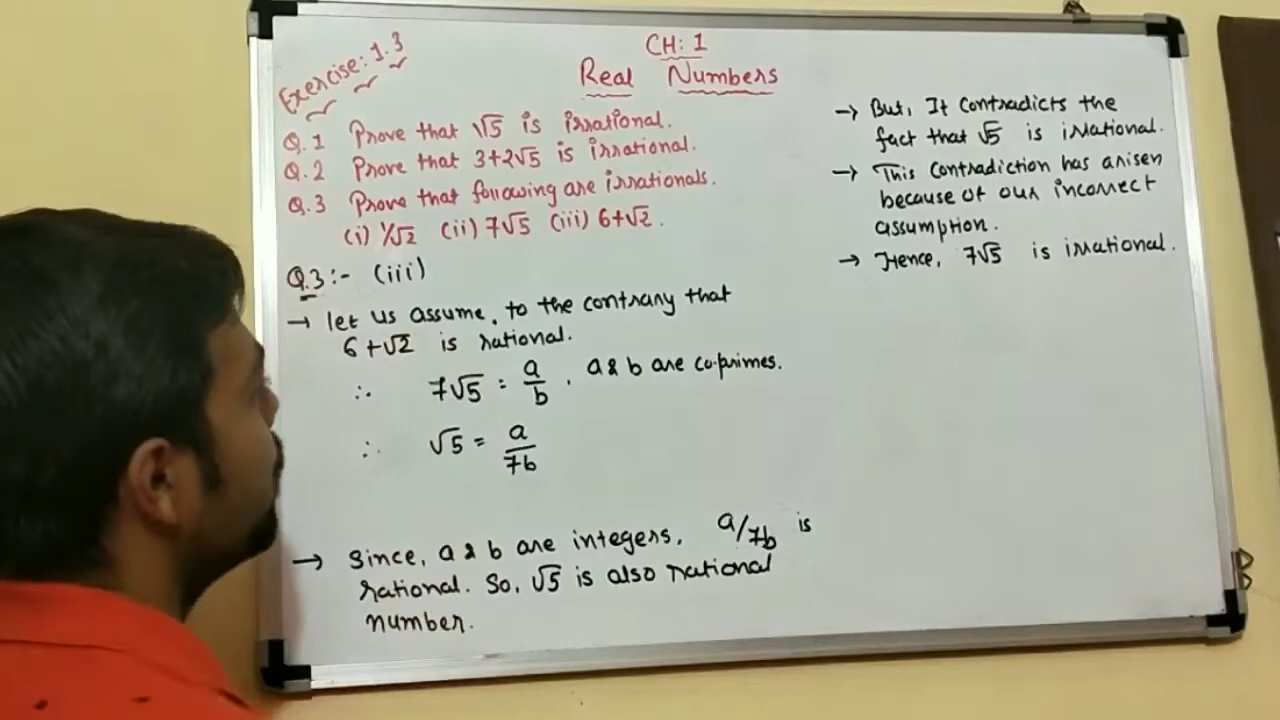 Exercise: 1.3
CH: 1
Real Numbers
Q.1 Prove that √5 is irrational.
Q.2 Prove that 3+2√5 is irrational.
Q.3 Prove that following are irrationals.
(i) 1/√2 (ii) 7√5 (iii) 6+√2.
Q.3:- (iii)
→ let us assume, to the contrary that
6+√2 is rational.
∴ 7√5 = a/b , a & b are co-primes.
∴ √5 = a/7b
→ Since, a & b are integers, a/7b is
rational. So, √5 is also rational
number.
→ But, It contradicts the
fact that √5 is irrational.
→ This contradiction has arisen
because of our incorrect
assumption.
→ Hence, 7√5 is irrational.